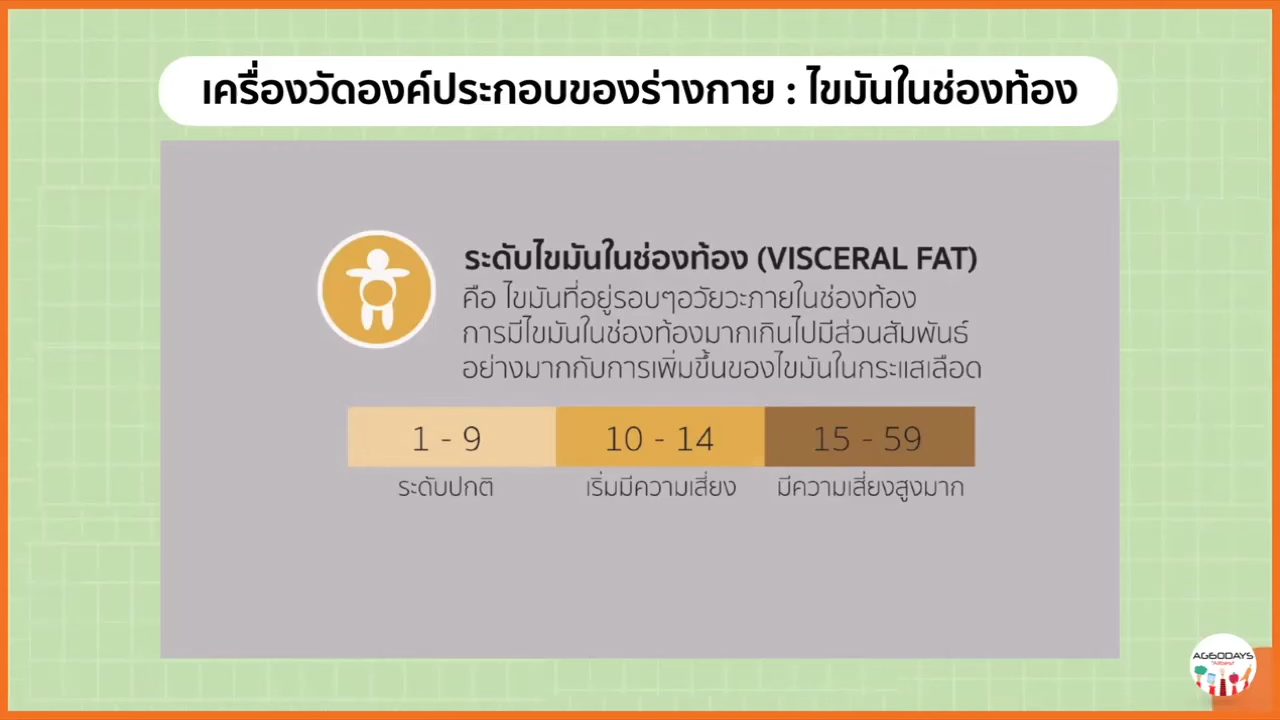 เครื่องวัดองค์ประกอบของร่างกาย : ไขมันในช่องท้อง
ระดับไขมันในช่องท้อง (VISCERAL FAT)
คือ ไขมันที่อยู่รอบๆอวัยวะภายในช่องท้อง
การมีไขมันในช่องท้องมากเกินไปมีส่วนสัมพันธ์
อย่างมากกับการเพิ่มขึ้นของไขมันในกระแสเลือด
1 - 9
10 - 14
15 - 59
ระดับปกติ
เริ่มมีความเสี่ยง
มีความเสี่ยงสูงมาก
AG60DAYS